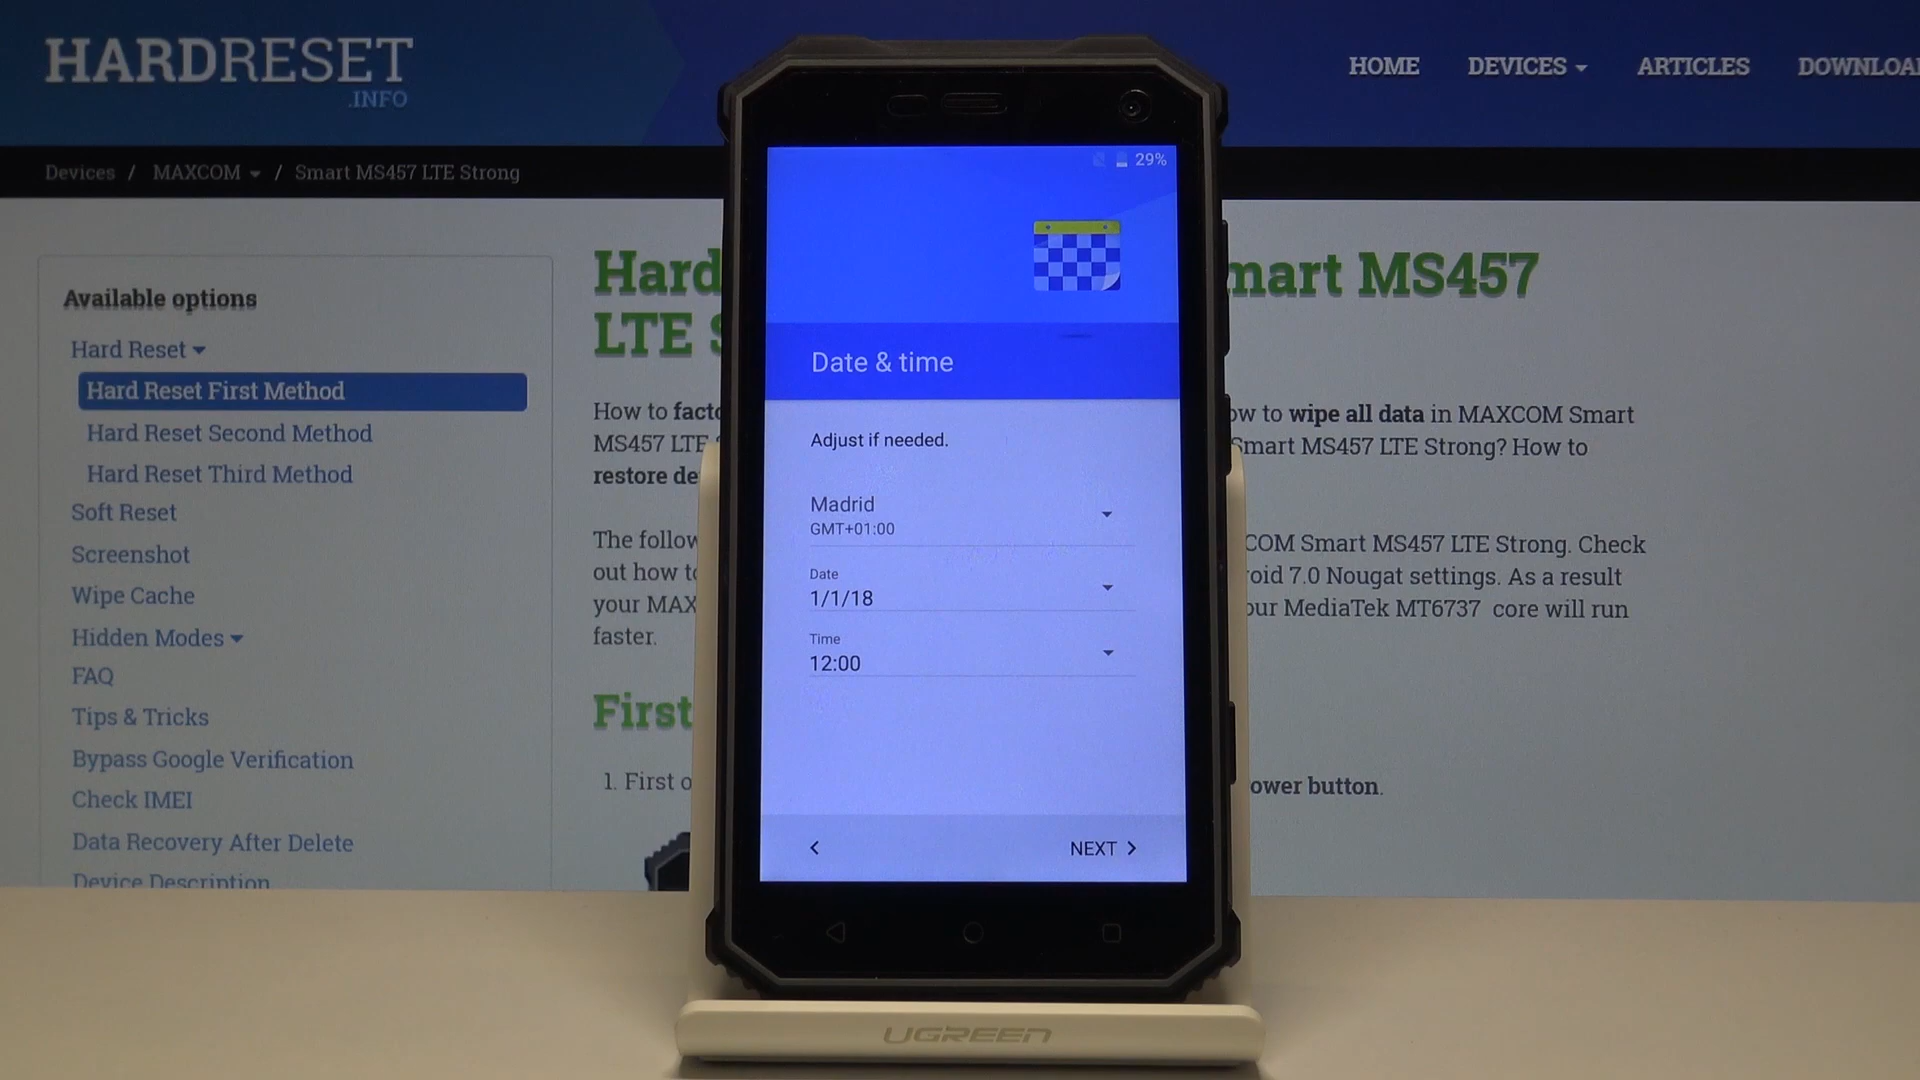 HARDRESET
.INFO
HOME DEVICES ARTICLES DOWNLOA
Devices / MAXCOM / Smart MS457 LTE Strong
Available options
Hard Reset
Hard Reset First Method
Hard Reset Second Method
Hard Reset Third Method
Soft Reset
Screenshot
Wipe Cache
Hidden Modes
FAQ
Tips & Tricks
Bypass Google Verification
Check IMEI
Data Recovery After Delete
Device Description
Hard mart MS457
LTE S
How to facto ow to wipe all data in MAXCOM Smart
MS457 LTE S Smart MS457 LTE Strong? How to
restore de
The follow COM Smart MS457 LTE Strong. Check
out how to oid 7.0 Nougat settings. As a result
your MAX our MediaTek MT6737 core will run
faster.
First
1. First o ower button.
29%
Date & time
Adjust if needed.
Madrid
GMT+01:00
Date
1/1/18
Time
12:00
NEXT
UGREEN